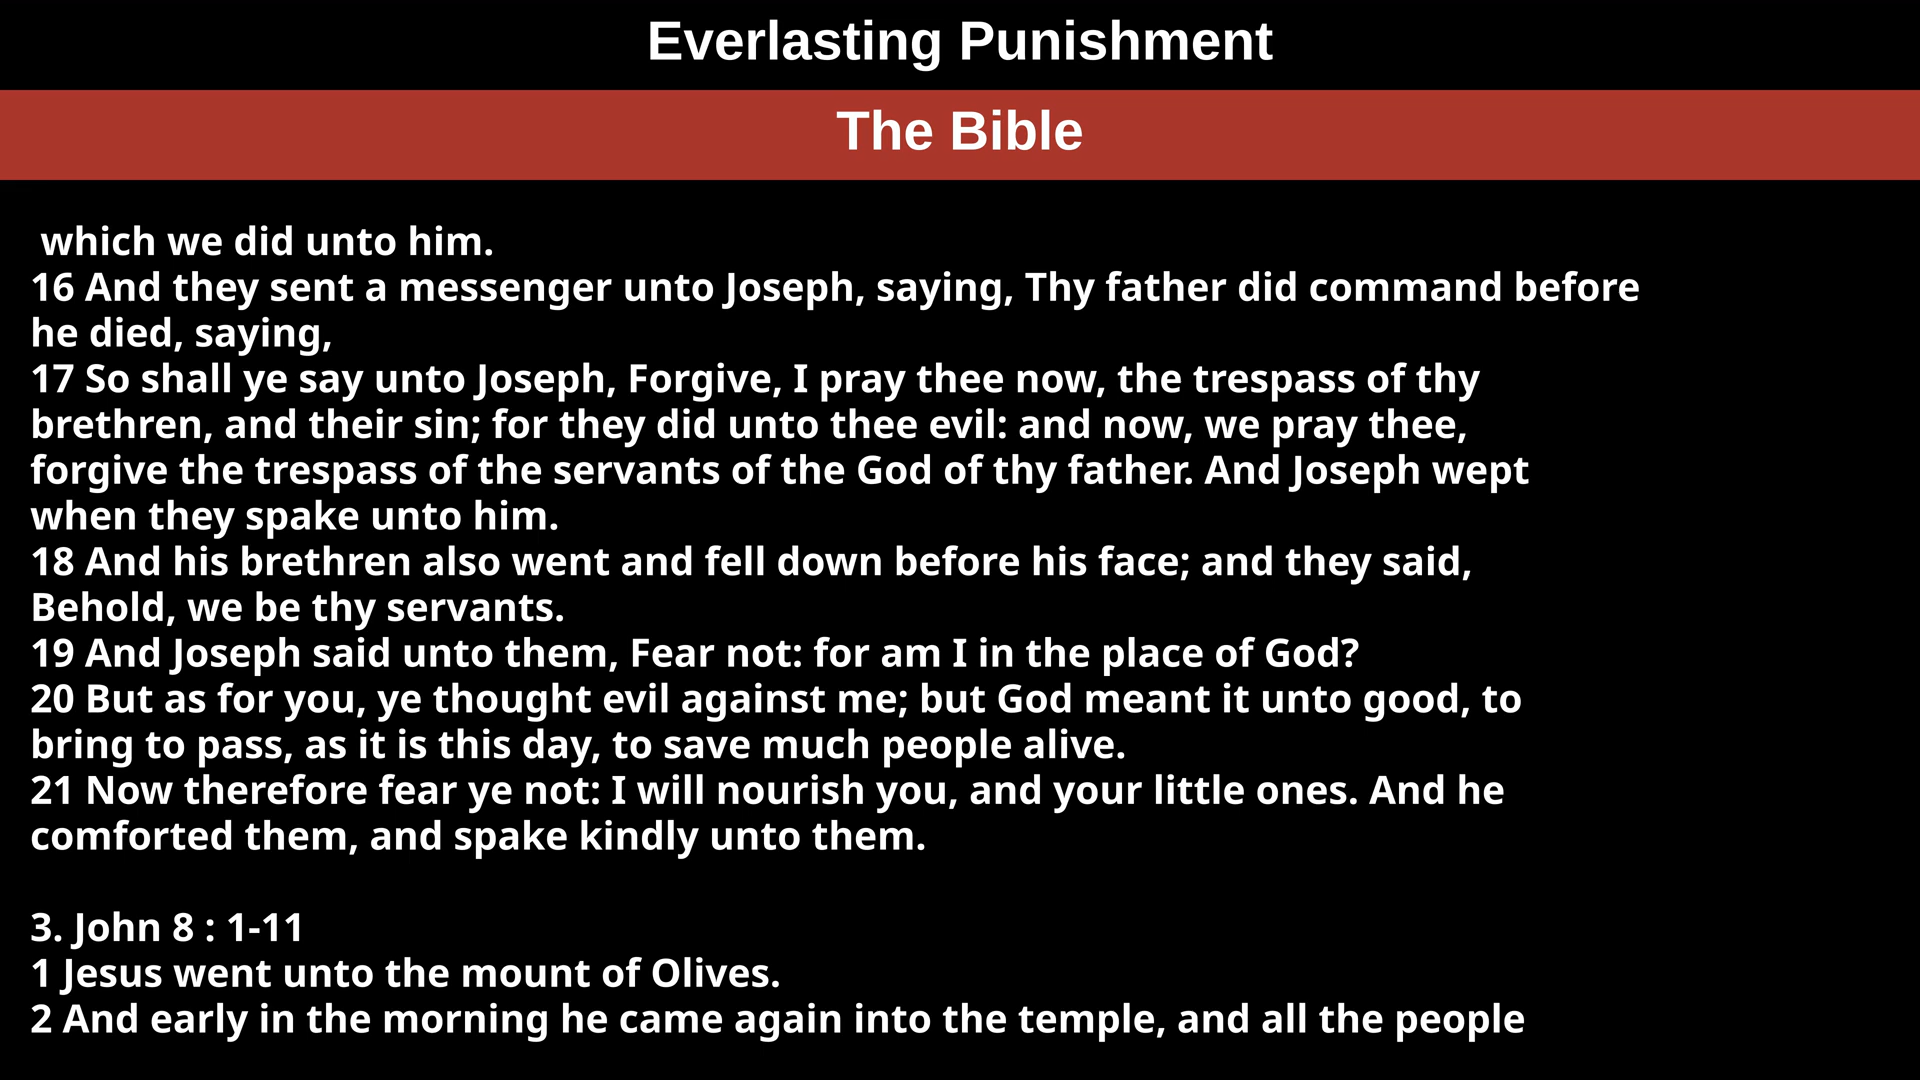 Everlasting Punishment
The Bible
which we did unto him.
16 And they sent a messenger unto Joseph, saying, Thy father did command before
he died, saying,
17 So shall ye say unto Joseph, Forgive, I pray thee now, the trespass of thy
brethren, and their sin; for they did unto thee evil: and now, we pray thee,
forgive the trespass of the servants of the God of thy father. And Joseph wept
when they spake unto him.
18 And his brethren also went and fell down before his face; and they said,
Behold, we be thy servants.
19 And Joseph said unto them, Fear not: for am I in the place of God?
20 But as for you, ye thought evil against me; but God meant it unto good, to
bring to pass, as it is this day, to save much people alive.
21 Now therefore fear ye not: I will nourish you, and your little ones. And he
comforted them, and spake kindly unto them.
3. John 8 : 1-11
1 Jesus went unto the mount of Olives.
2 And early in the morning he came again into the temple, and all the people